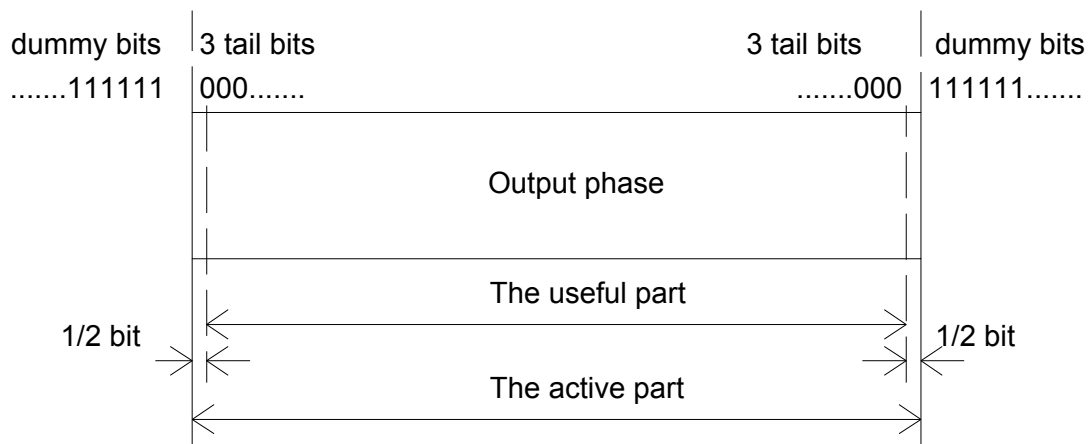 dummy bits 3 tail bits 3 tail bits dummy bits
.......111111 000....... .......000 111111.......
Output phase
The useful part
1/2 bit 1/2 bit
The active part